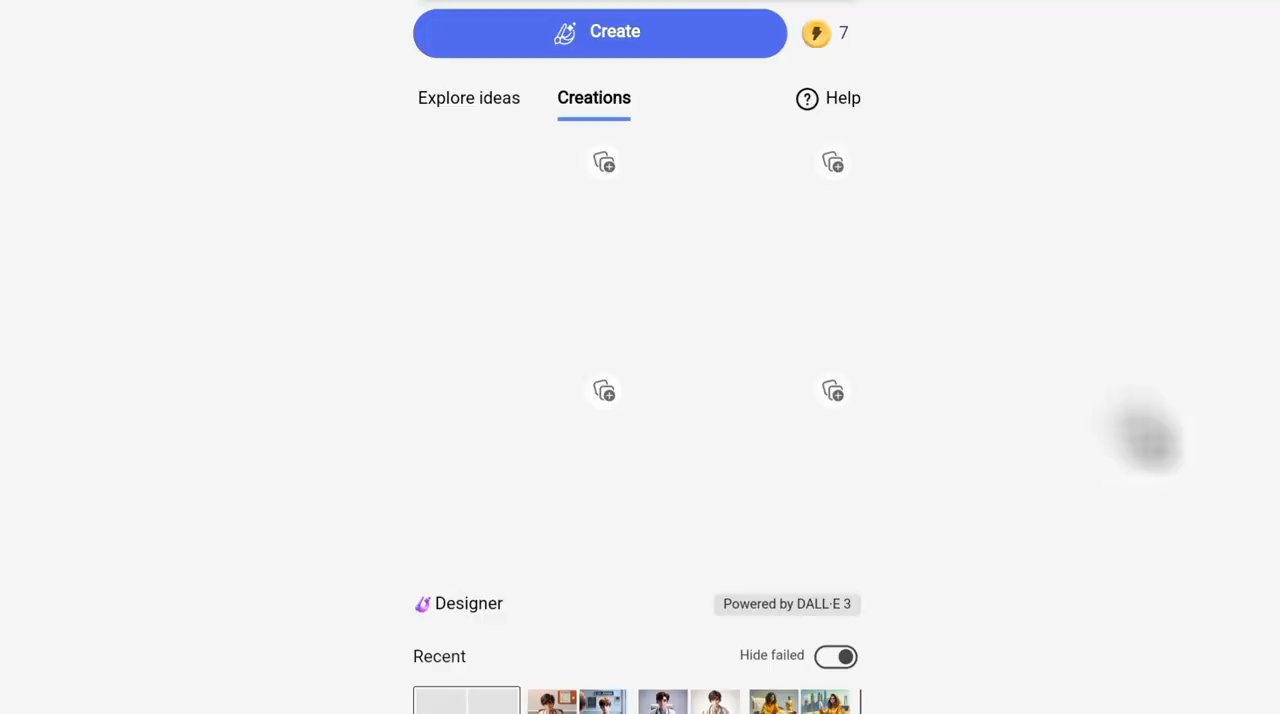 Create
7
Explore ideas
Creations
Help
Designer
Powered by DALL·E 3
Recent
Hide failed